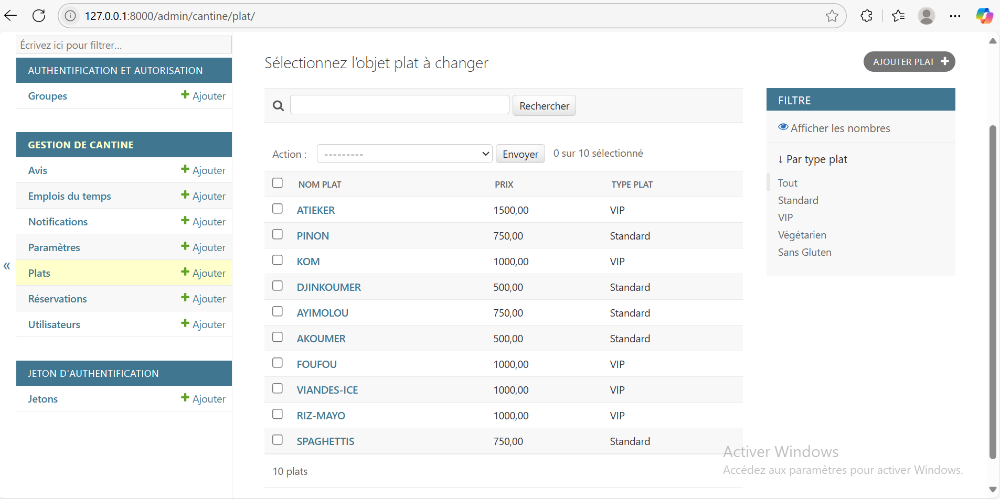 127.0.0.1:8000/admin/cantine/plat/
Écrivez ici pour filtrer…
AUTHENTIFICATION ET AUTORISATION
Groupes + Ajouter
GESTION DE CANTINE
Avis + Ajouter
Emplois du temps + Ajouter
Notifications + Ajouter
Paramètres + Ajouter
«
Plats + Ajouter
Réservations + Ajouter
Utilisateurs + Ajouter
JETON D'AUTHENTIFICATION
Jetons + Ajouter
Sélectionnez l’objet plat à changer
AJOUTER PLAT +
Rechercher
Action : --------- Envoyer 0 sur 10 sélectionné
NOM PLAT PRIX TYPE PLAT
ATIEKER 1500,00 VIP
PINON 750,00 Standard
KOM 1000,00 VIP
DJINKOUMER 500,00 Standard
AYIMOLOU 750,00 Standard
AKOUMER 500,00 Standard
FOUFOU 1000,00 VIP
VIANDES-ICE 1000,00 VIP
RIZ-MAYO 1000,00 VIP
SPAGHETTIS 750,00 Standard
10 plats
FILTRE
Afficher les nombres
↓ Par type plat
Tout
Standard
VIP
Végétarien
Sans Gluten
Activer Windows
Accédez aux paramètres pour activer Windows.